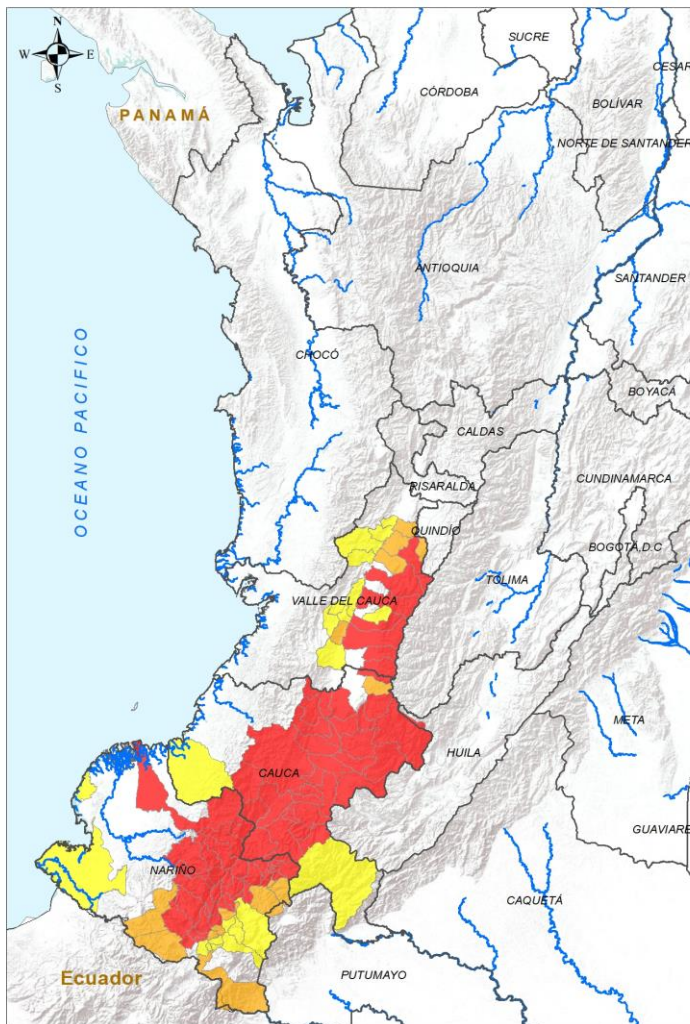 N
W E
S
PANAMÁ
SUCRE
CESAR
CÓRDOBA
BOLÍVAR
NORTE DE SANTANDER
ANTIOQUIA
SANTANDER
OCEANO PACIFICO
CHOCÓ
BOYACÁ
CALDAS
CUNDINAMARCA
RISARALDA
QUINDÍO
BOGOTÁ,D.C
TOLIMA
VALLE DEL CAUCA
META
HUILA
CAUCA
GUAVIARE
NARIÑO
CAQUETÁ
Ecuador
PUTUMAYO